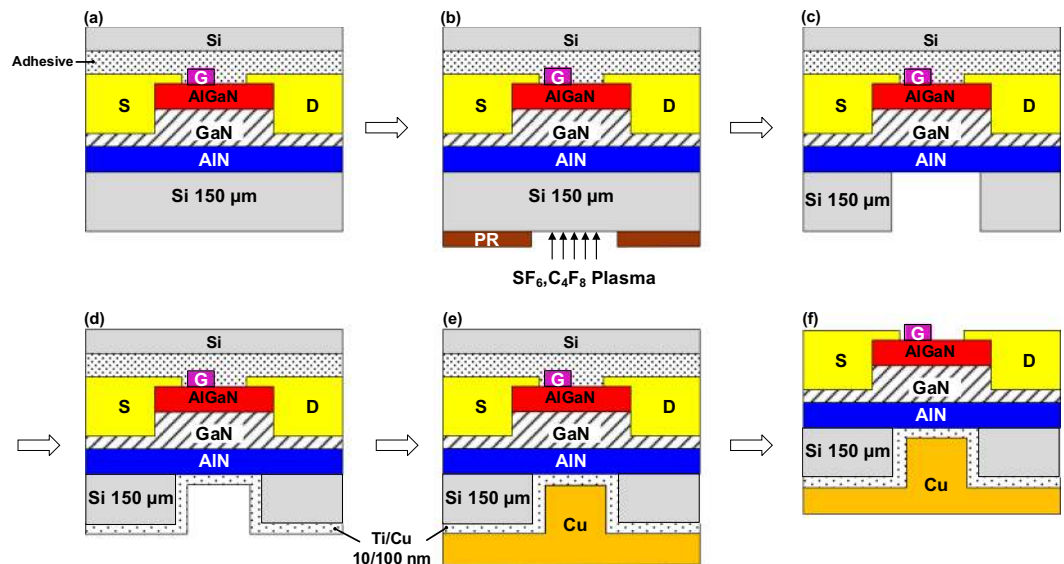 (a)
Si
Adhesive
G
AlGaN
S
D
GaN
AlN
Si 150 µm
(b)
Si
G
AlGaN
S
D
GaN
AlN
Si 150 µm
PR
SF₆,C₄F₈ Plasma
(c)
Si
G
AlGaN
S
D
GaN
AlN
Si 150 µm
(d)
Si
G
AlGaN
S
D
GaN
AlN
Si 150 µm
Ti/Cu
10/100 nm
(e)
Si
G
AlGaN
S
D
GaN
AlN
Si 150 µm
Cu
(f)
G
AlGaN
S
D
GaN
AlN
Si 150 µm
Cu